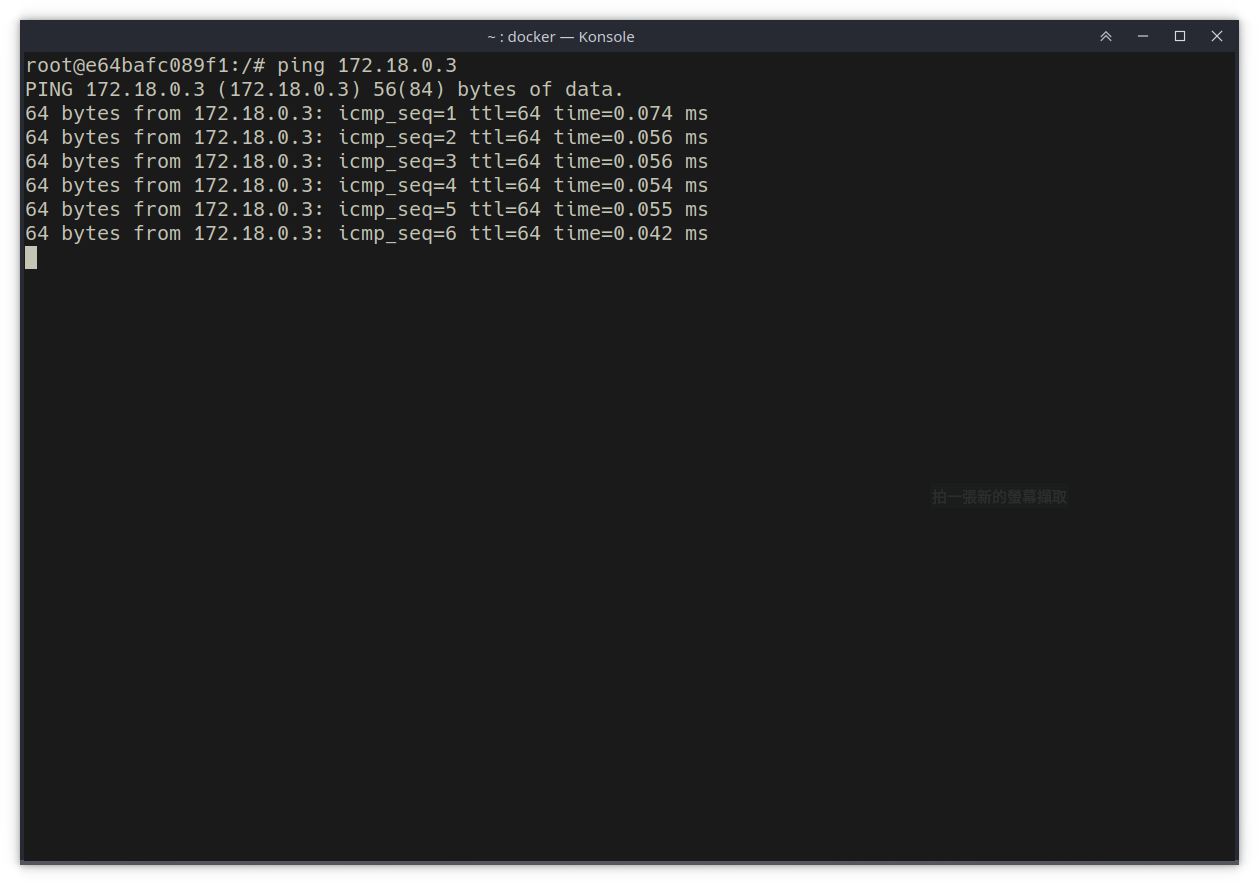 ~ : docker — Konsole
root@e64bafc089f1:/# ping 172.18.0.3
PING 172.18.0.3 (172.18.0.3) 56(84) bytes of data.
64 bytes from 172.18.0.3: icmp_seq=1 ttl=64 time=0.074 ms
64 bytes from 172.18.0.3: icmp_seq=2 ttl=64 time=0.056 ms
64 bytes from 172.18.0.3: icmp_seq=3 ttl=64 time=0.056 ms
64 bytes from 172.18.0.3: icmp_seq=4 ttl=64 time=0.054 ms
64 bytes from 172.18.0.3: icmp_seq=5 ttl=64 time=0.055 ms
64 bytes from 172.18.0.3: icmp_seq=6 ttl=64 time=0.042 ms
拍一張新的螢幕擷取